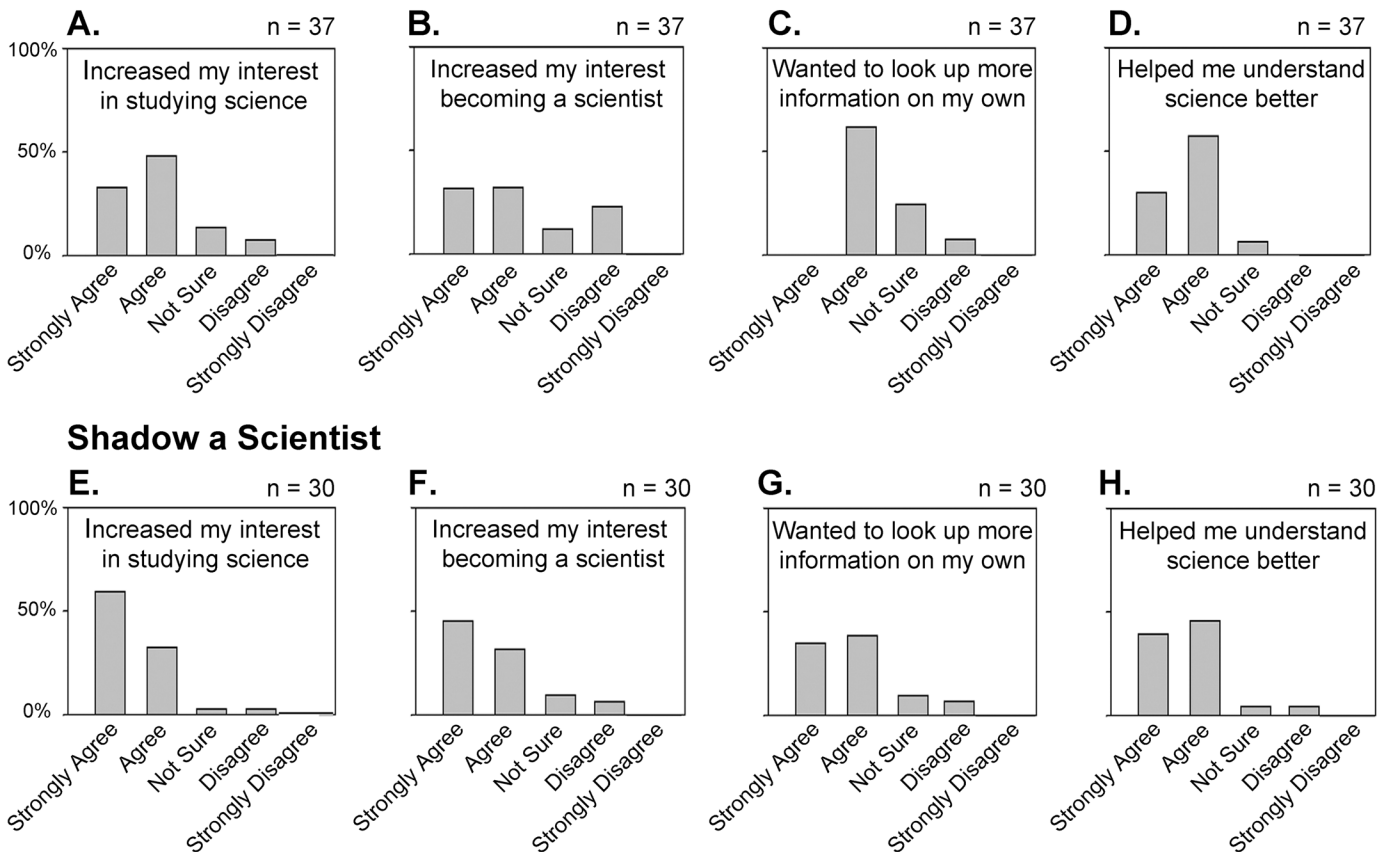 A. n = 37 B. n = 37 C. n = 37 D. n = 37
100%
Increased my interest
in studying science
Increased my interest
becoming a scientist
Wanted to look up more
information on my own
Helped me understand
science better
50%
0%
Strongly Agree
Agree
Not Sure
Disagree
Strongly Disagree
Strongly Agree
Agree
Not Sure
Disagree
Strongly Disagree
Agree
Strongly Agree
Not Sure
Disagree
Strongly Disagree
Strongly Agree
Agree
Not Sure
Disagree
Strongly Disagree
Shadow a Scientist
E. n = 30 F. n = 30 G. n = 30 H. n = 30
100%
Increased my interest
in studying science
Increased my interest
becoming a scientist
Wanted to look up more
information on my own
Helped me understand
science better
50%
0%
Strongly Agree
Agree
Not Sure
Disagree
Strongly Disagree
Strongly Agree
Agree
Not Sure
Disagree
Strongly Disagree
Strongly Agree
Agree
Not Sure
Disagree
Strongly Disagree
Strongly Agree
Agree
Not Sure
Disagree
Strongly Disagree